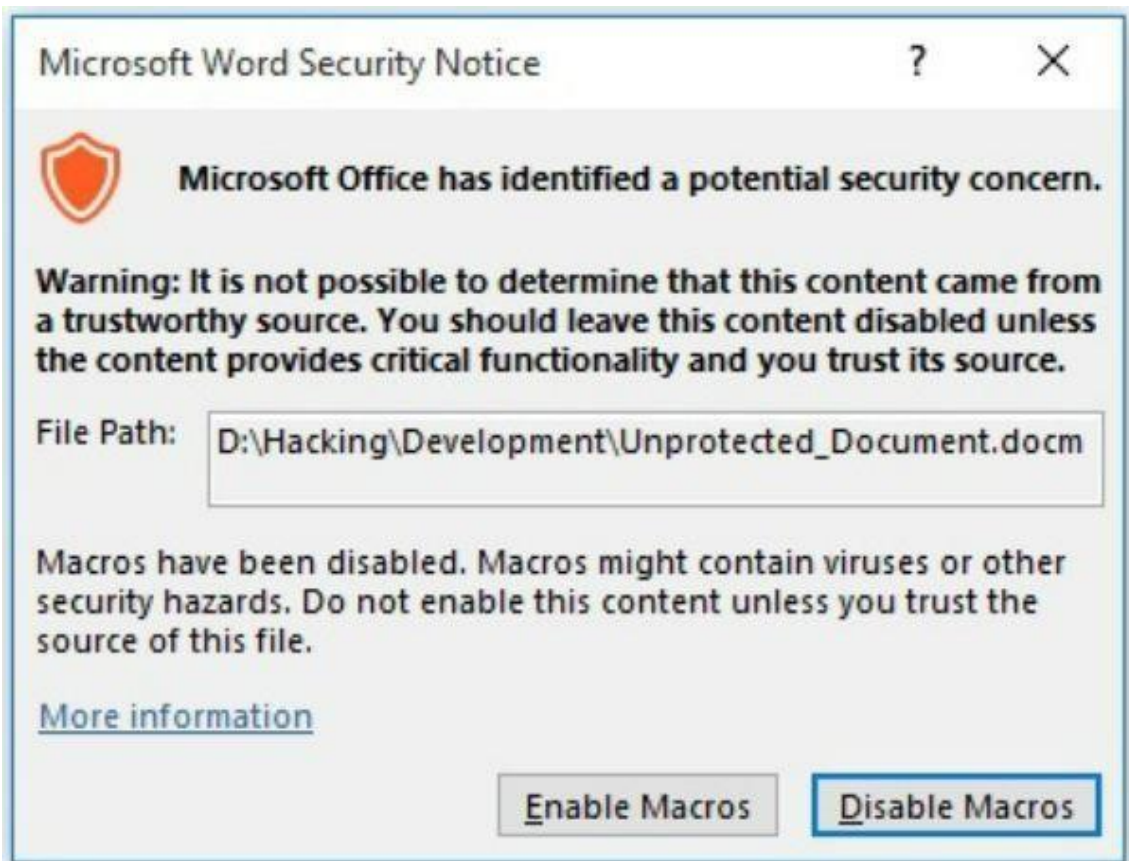 Microsoft Word Security Notice ?
Microsoft Office has identified a potential security concern.
Warning: It is not possible to determine that this content came from
a trustworthy source. You should leave this content disabled unless
the content provides critical functionality and you trust its source.
File Path: D:\Hacking\Development\Unprotected_Document.docm
Macros have been disabled. Macros might contain viruses or other
security hazards. Do not enable this content unless you trust the
source of this file.
More information
Enable Macros Disable Macros